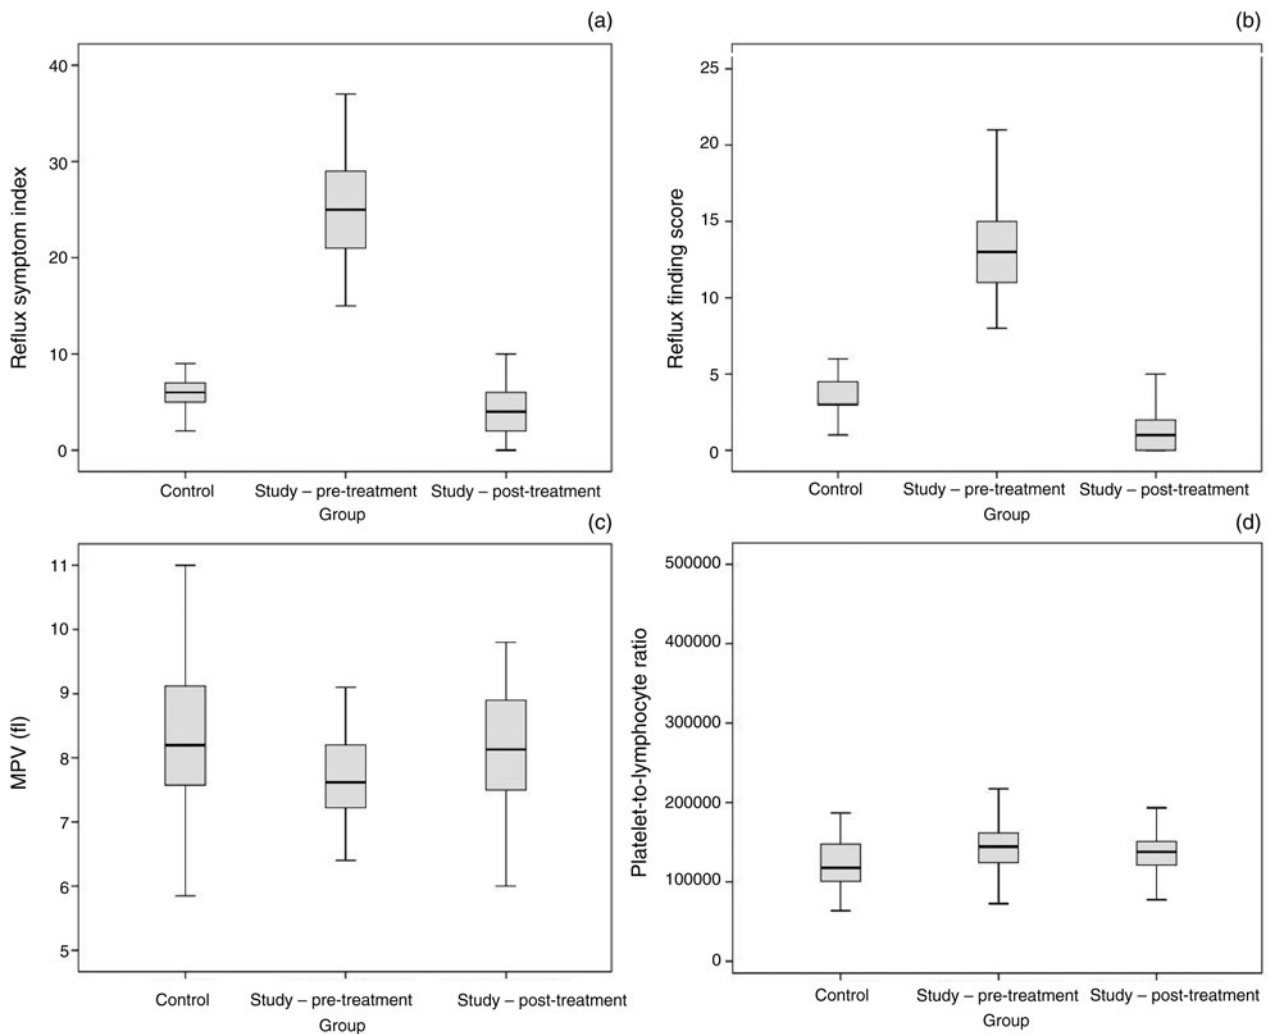 (a)
Reflux symptom index
40
30
20
10
0
Control
Study – pre-treatment
Study – post-treatment
Group
(b)
Reflux finding score
25
20
15
10
5
0
Control
Study – pre-treatment
Study – post-treatment
Group
(c)
MPV (fl)
11
10
9
8
7
6
5
Control
Study – pre-treatment
Study – post-treatment
Group
(d)
Platelet-to-lymphocyte ratio
500000
400000
300000
200000
100000
0
Control
Study – pre-treatment
Study – post-treatment
Group